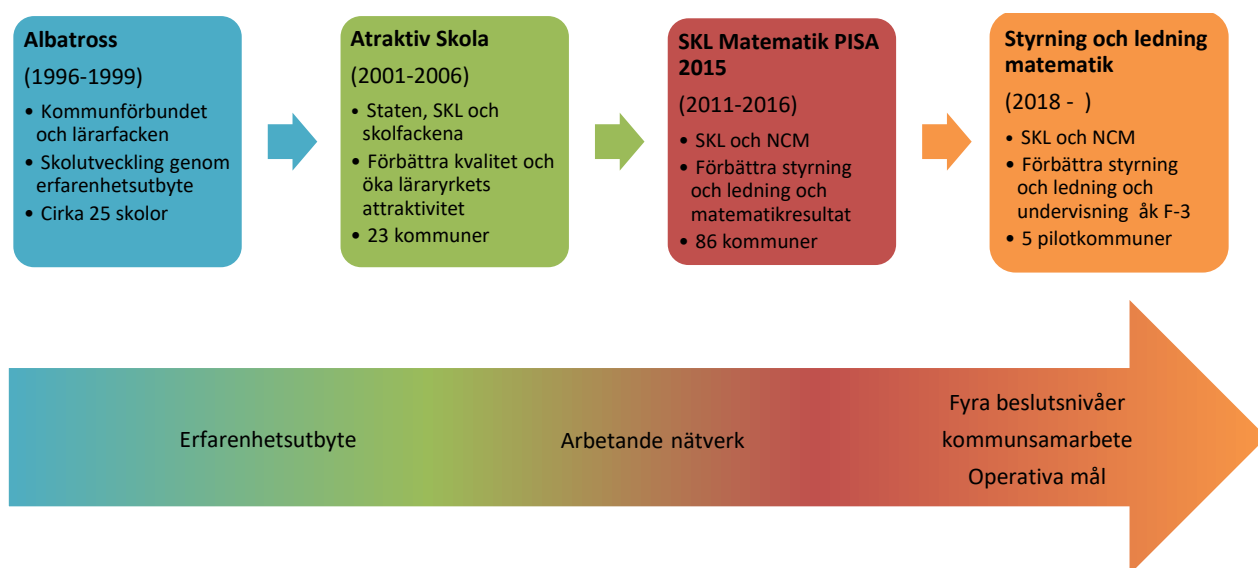 Albatross
(1996-1999)
• Kommunförbundet
och lärarfacken
• Skolutveckling genom
erfarenhetsutbyte
• Cirka 25 skolor
Atraktiv Skola
(2001-2006)
• Staten, SKL och
skolfackena
• Förbättra kvalitet och
öka läraryrkets
attraktivitet
• 23 kommuner
SKL Matematik PISA
2015
(2011-2016)
• SKL och NCM
• Förbättra styrning
och ledning och
matematikresultat
• 86 kommuner
Styrning och ledning
matematik
(2018 - )
• SKL och NCM
• Förbättra styrning
och ledning och
undervisning åk F-3
• 5 pilotkommuner
Erfarenhetsutbyte
Arbetande nätverk
Fyra beslutsnivåer
kommunsamarbete
Operativa mål